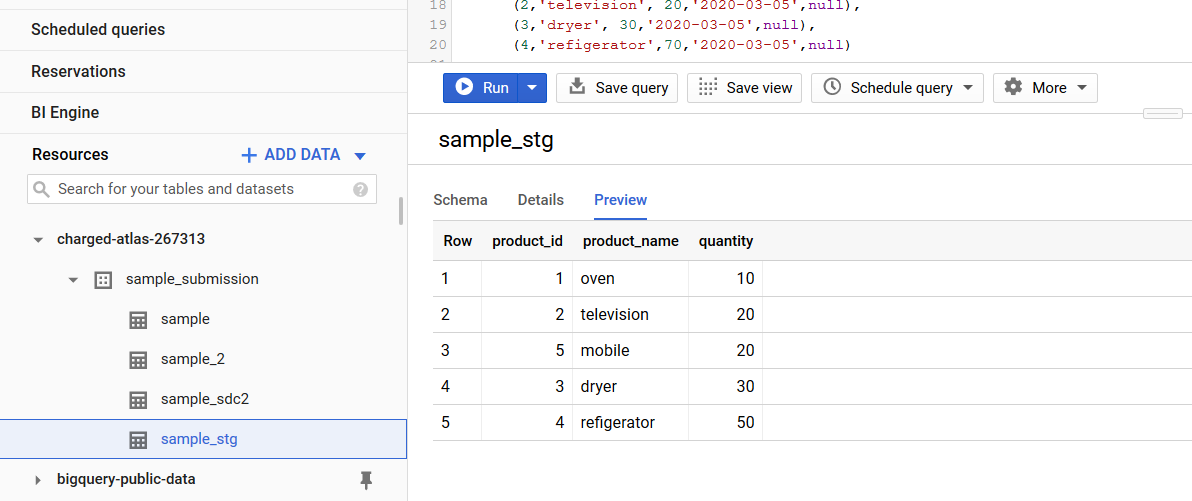 Scheduled queries
Reservations
BI Engine
Resources
ADD DATA
Search for your tables and datasets
charged-atlas-267313
sample_submission
sample
sample_2
sample_sdc2
sample_stg
bigquery-public-data
18 (2,'television', 20,'2020-03-05',null),
19 (3,'dryer', 30,'2020-03-05',null),
20 (4,'refigerator',70,'2020-03-05',null)
Run Save query Save view Schedule query More
sample_stg
Schema Details Preview
Row product_id product_name quantity
1 1 oven 10
2 2 television 20
3 5 mobile 20
4 3 dryer 30
5 4 refigerator 50